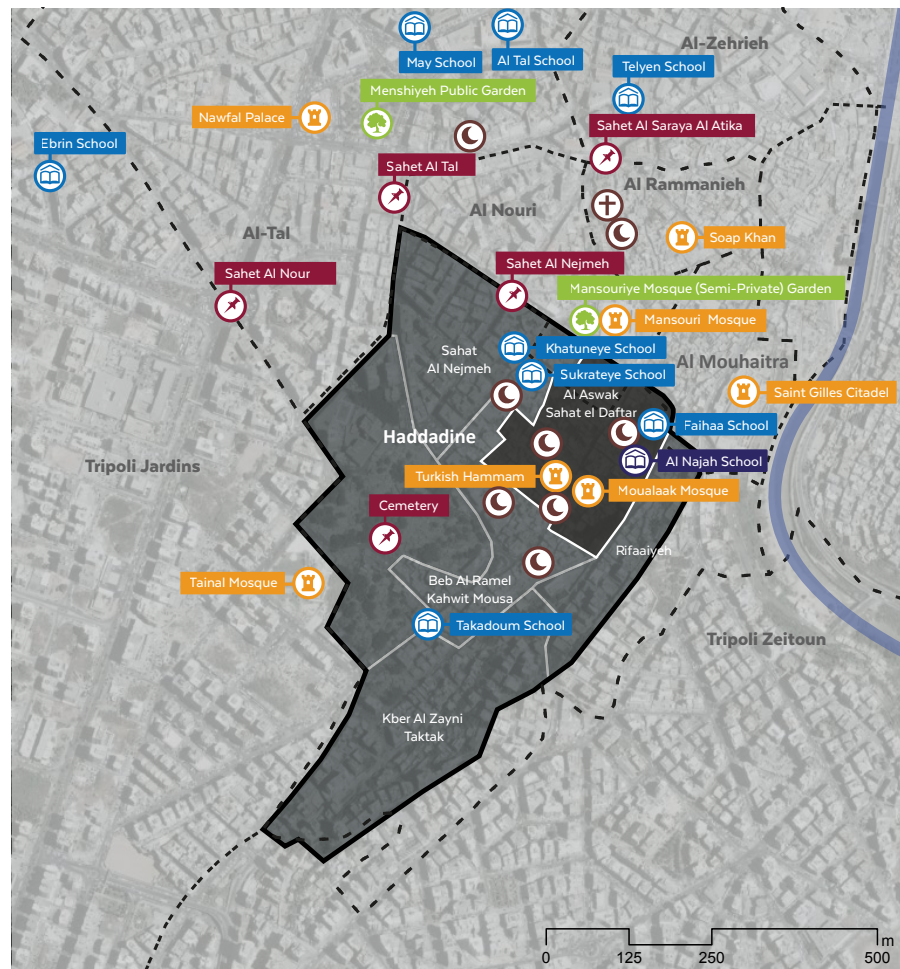 Al-Zehrieh
May School
Al Tal School
Telyen School
Menshiyeh Public Garden
Nawfal Palace
Sahet Al Saraya Al Atika
Ebrin School
Sahet Al Tal
Al Rammanieh
Al Nouri
Al-Tal
Soap Khan
Sahet Al Nour
Sahet Al Nejmeh
Mansouriye Mosque (Semi-Private) Garden
Mansouri Mosque
Sahat
Al Nejmeh
Khatuneye School
Al Mouhaitra
Sukrateye School
Al Aswak
Sahat el Daftar
Saint Gilles Citadel
Faihaa School
Haddadine
Tripoli Jardins
Al Najah School
Turkish Hammam
Moualaak Mosque
Cemetery
Rifaaiyeh
Tainal Mosque
Beb Al Ramel
Kahwit Mousa
Takadoum School
Tripoli Zeitoun
Kber Al Zayni
Taktak
m
0 125 250 500